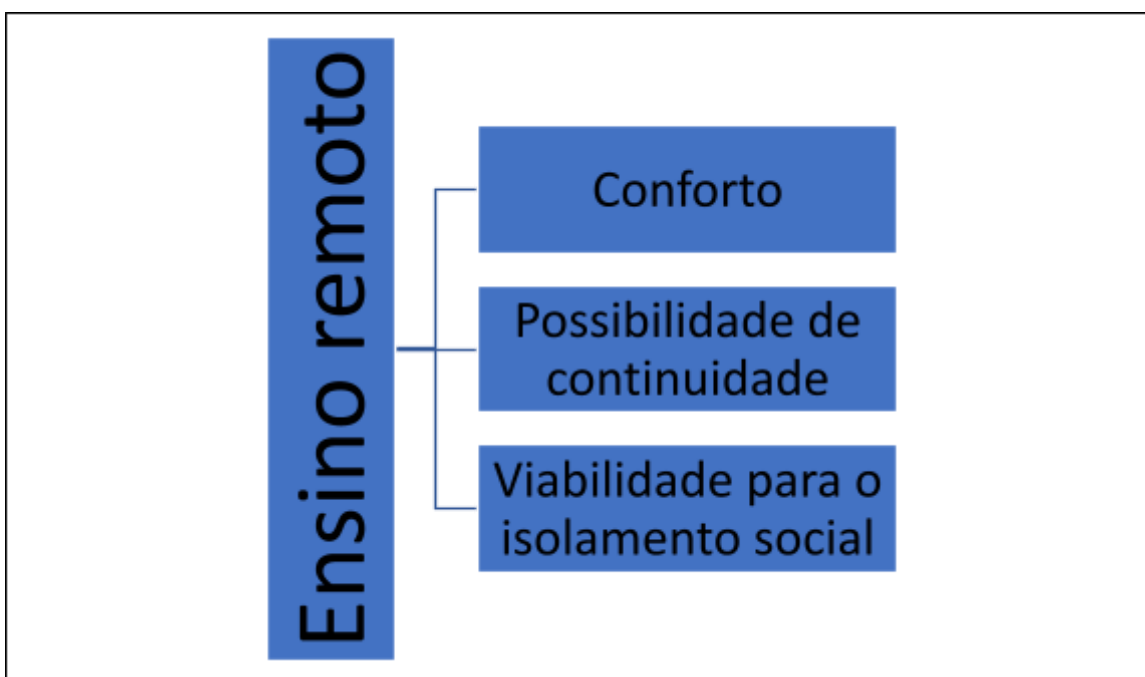 Ensino remoto
Conforto
Possibilidade de
continuidade
Viabilidade para o
isolamento social